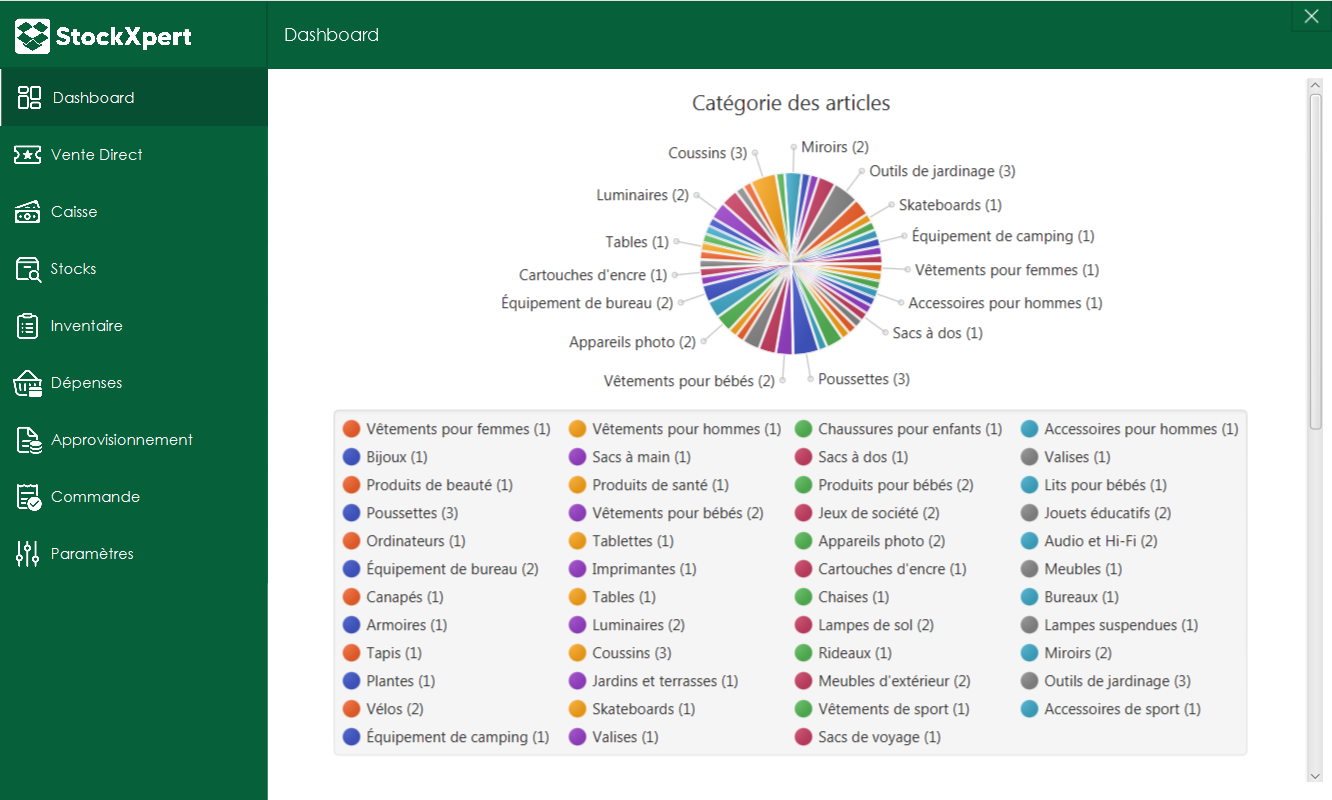 StockXpert
Dashboard
Dashboard
Vente Direct
Caisse
Stocks
Inventaire
Dépenses
Approvisionnement
Commande
Paramètres
Catégorie des articles
Coussins (3)
Miroirs (2)
Outils de jardinage (3)
Luminaires (2)
Skateboards (1)
Tables (1)
Équipement de camping (1)
Cartouches d'encre (1)
Vêtements pour femmes (1)
Équipement de bureau (2)
Accessoires pour hommes (1)
Appareils photo (2)
Sacs à dos (1)
Vêtements pour bébés (2)
Poussettes (3)
Vêtements pour femmes (1) Vêtements pour hommes (1) Chaussures pour enfants (1) Accessoires pour hommes (1)
Bijoux (1) Sacs à main (1) Sacs à dos (1) Valises (1)
Produits de beauté (1) Produits de santé (1) Produits pour bébés (2) Lits pour bébés (1)
Poussettes (3) Vêtements pour bébés (2) Jeux de société (2) Jouets éducatifs (2)
Ordinateurs (1) Tablettes (1) Appareils photo (2) Audio et Hi-Fi (2)
Équipement de bureau (2) Imprimantes (1) Cartouches d'encre (1) Meubles (1)
Canapés (1) Tables (1) Chaises (1) Bureaux (1)
Armoires (1) Luminaires (2) Lampes de sol (2) Lampes suspendues (1)
Tapis (1) Coussins (3) Rideaux (1) Miroirs (2)
Plantes (1) Jardins et terrasses (1) Meubles d'extérieur (2) Outils de jardinage (3)
Vélos (2) Skateboards (1) Vêtements de sport (1) Accessoires de sport (1)
Équipement de camping (1) Valises (1) Sacs de voyage (1)